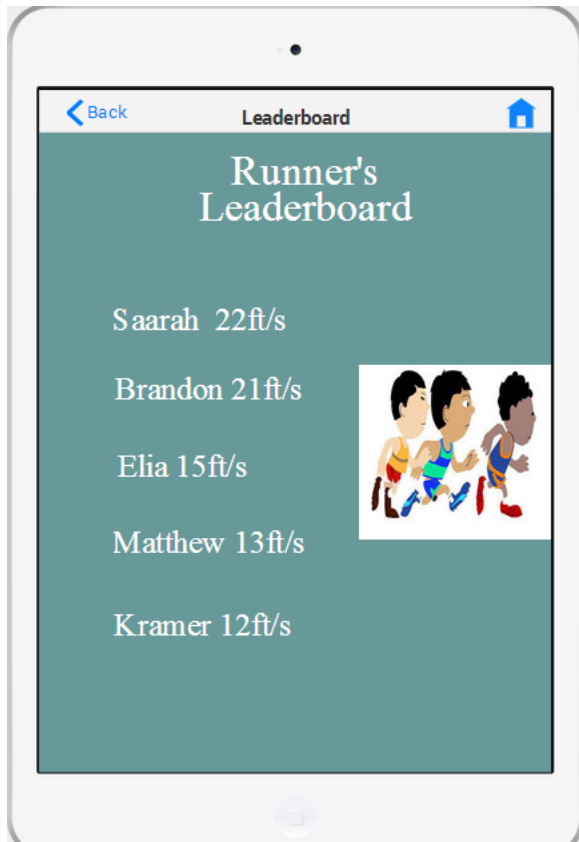 Back
Leaderboard
Runner's
Leaderboard
Saarah  22ft/s
Brandon 21ft/s
Elia 15ft/s
Matthew 13ft/s
Kramer 12ft/s